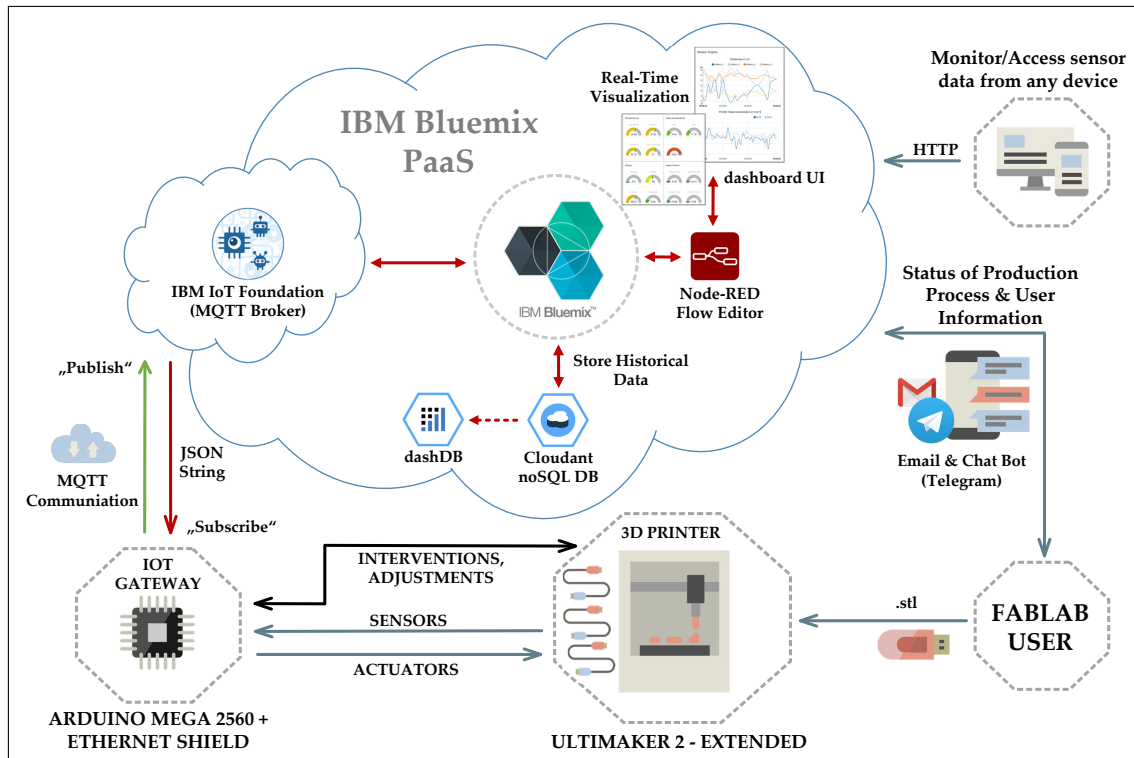 Real-Time
Visualization
IBM Bluemix
PaaS
dashboard UI
Monitor/Access sensor
data from any device
HTTP
IBM IoT Foundation
(MQTT Broker)
IBM Bluemix™
Node-RED
Flow Editor
Status of Production
Process & User
Information
„Publish“
Store Historical
Data
JSON
String
MQTT
Communiation
dashDB
Cloudant
noSQL DB
Email & Chat Bot
(Telegram)
„Subscribe“
IOT
GATEWAY
INTERVENTIONS,
ADJUSTMENTS
SENSORS
ACTUATORS
3D PRINTER
.stl
FABLAB
USER
ARDUINO MEGA 2560 +
ETHERNET SHIELD
ULTIMAKER 2 - EXTENDED